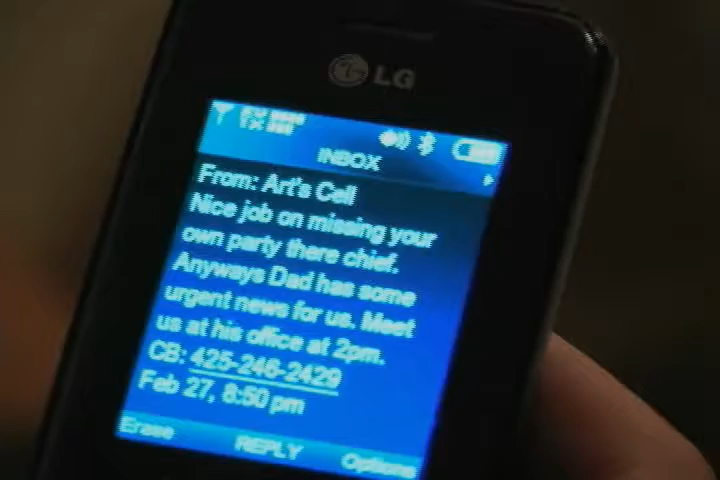 LG
INBOX
From: Art's Cell
Nice job on missing your
own party there chief.
Anyways Dad has some
urgent news for us. Meet
us at his office at 2pm.
CB: 425-246-2429
Feb 27, 8:50 pm
Erase REPLY Options